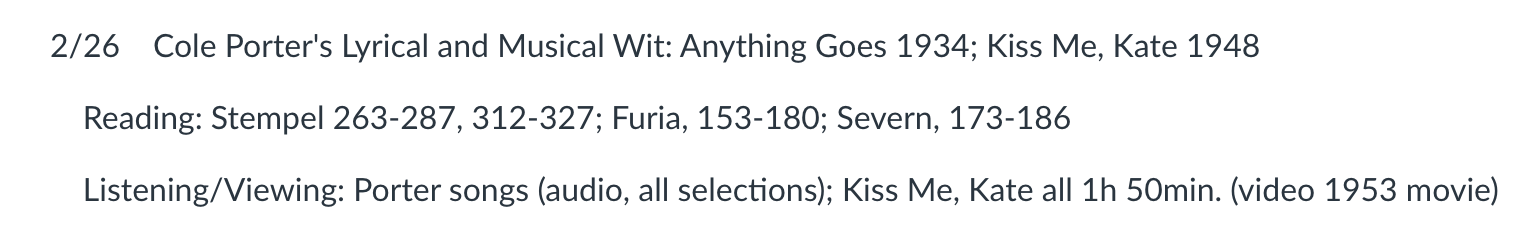 2/26 Cole Porter's Lyrical and Musical Wit: Anything Goes 1934; Kiss Me, Kate 1948
Reading: Stempel 263-287, 312-327; Furia, 153-180; Severn, 173-186
Listening/Viewing: Porter songs (audio, all selections); Kiss Me, Kate all 1h 50min. (video 1953 movie)